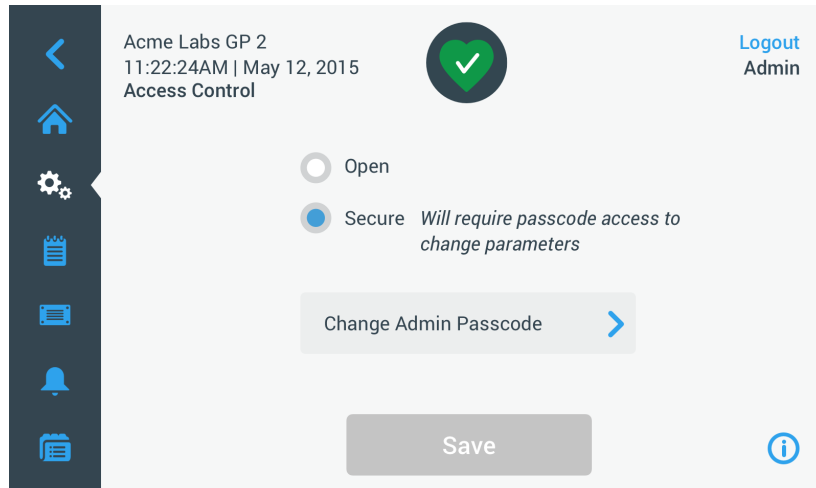 Acme Labs GP 2
11:22:24AM | May 12, 2015
Access Control
Logout
Admin
Open
Secure Will require passcode access to
change parameters
Change Admin Passcode
Save